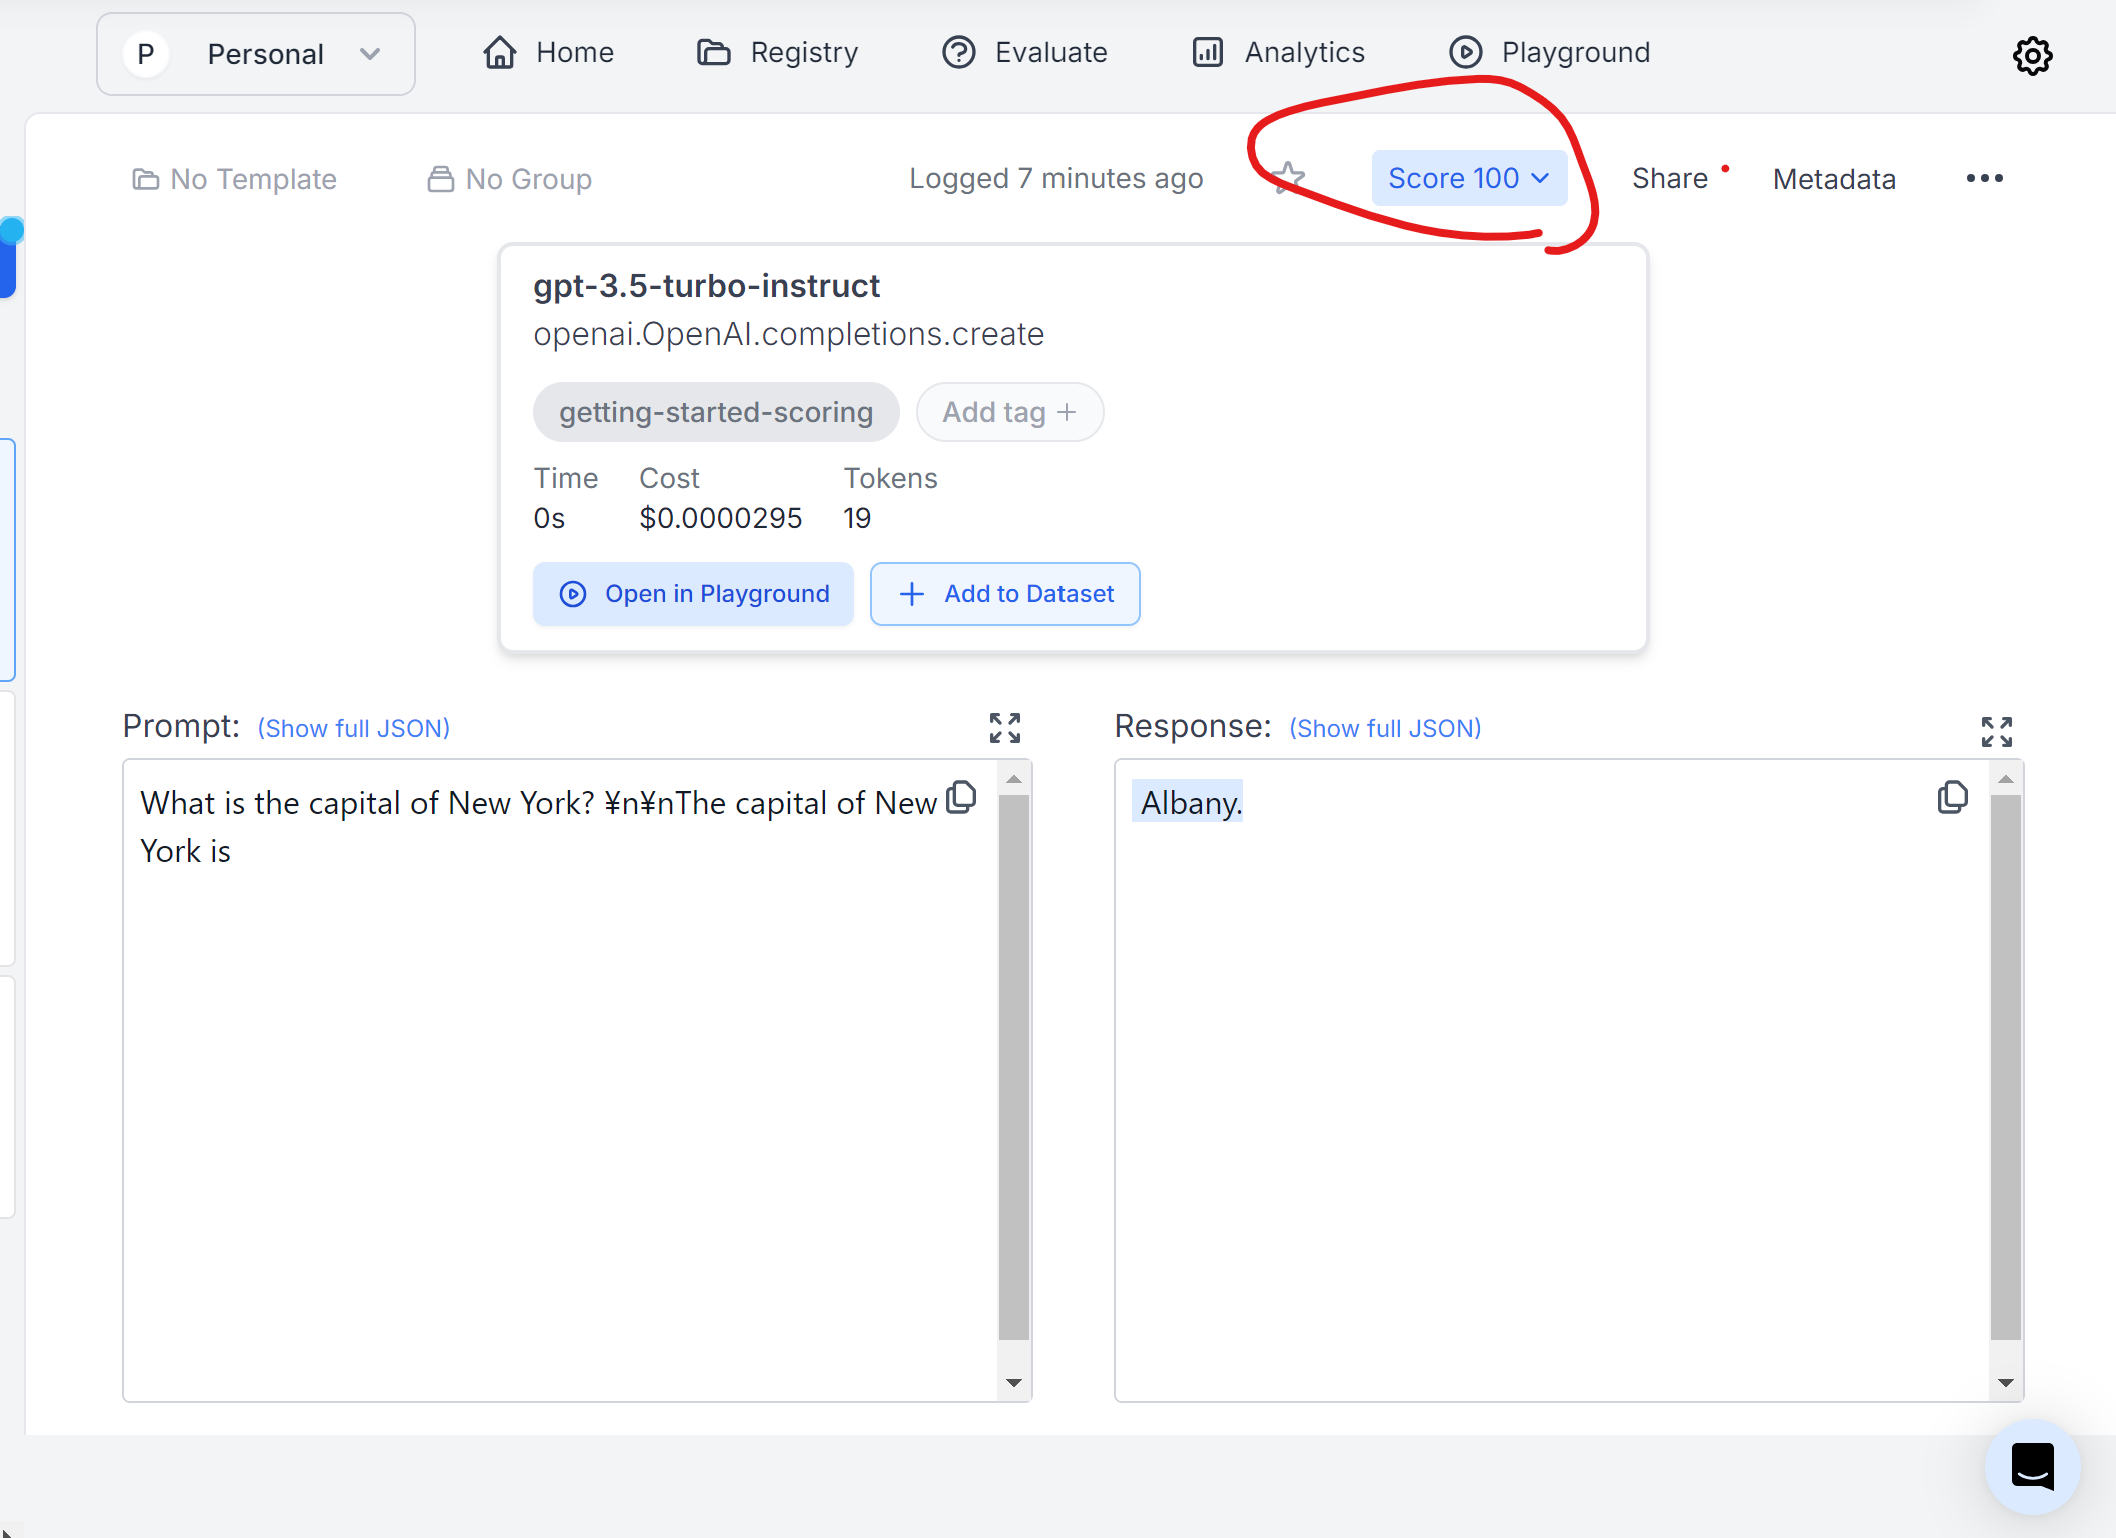 P Personal Home Registry Evaluate Analytics Playground
No Template No Group Logged 7 minutes ago Score 100 Share Metadata
gpt-3.5-turbo-instruct
openai.OpenAI.completions.create
getting-started-scoring Add tag +
Time Cost Tokens
0s $0.0000295 19
Open in Playground + Add to Dataset
Prompt: (Show full JSON)
What is the capital of New York? ¥n¥nThe capital of New
York is
Response: (Show full JSON)
Albany.